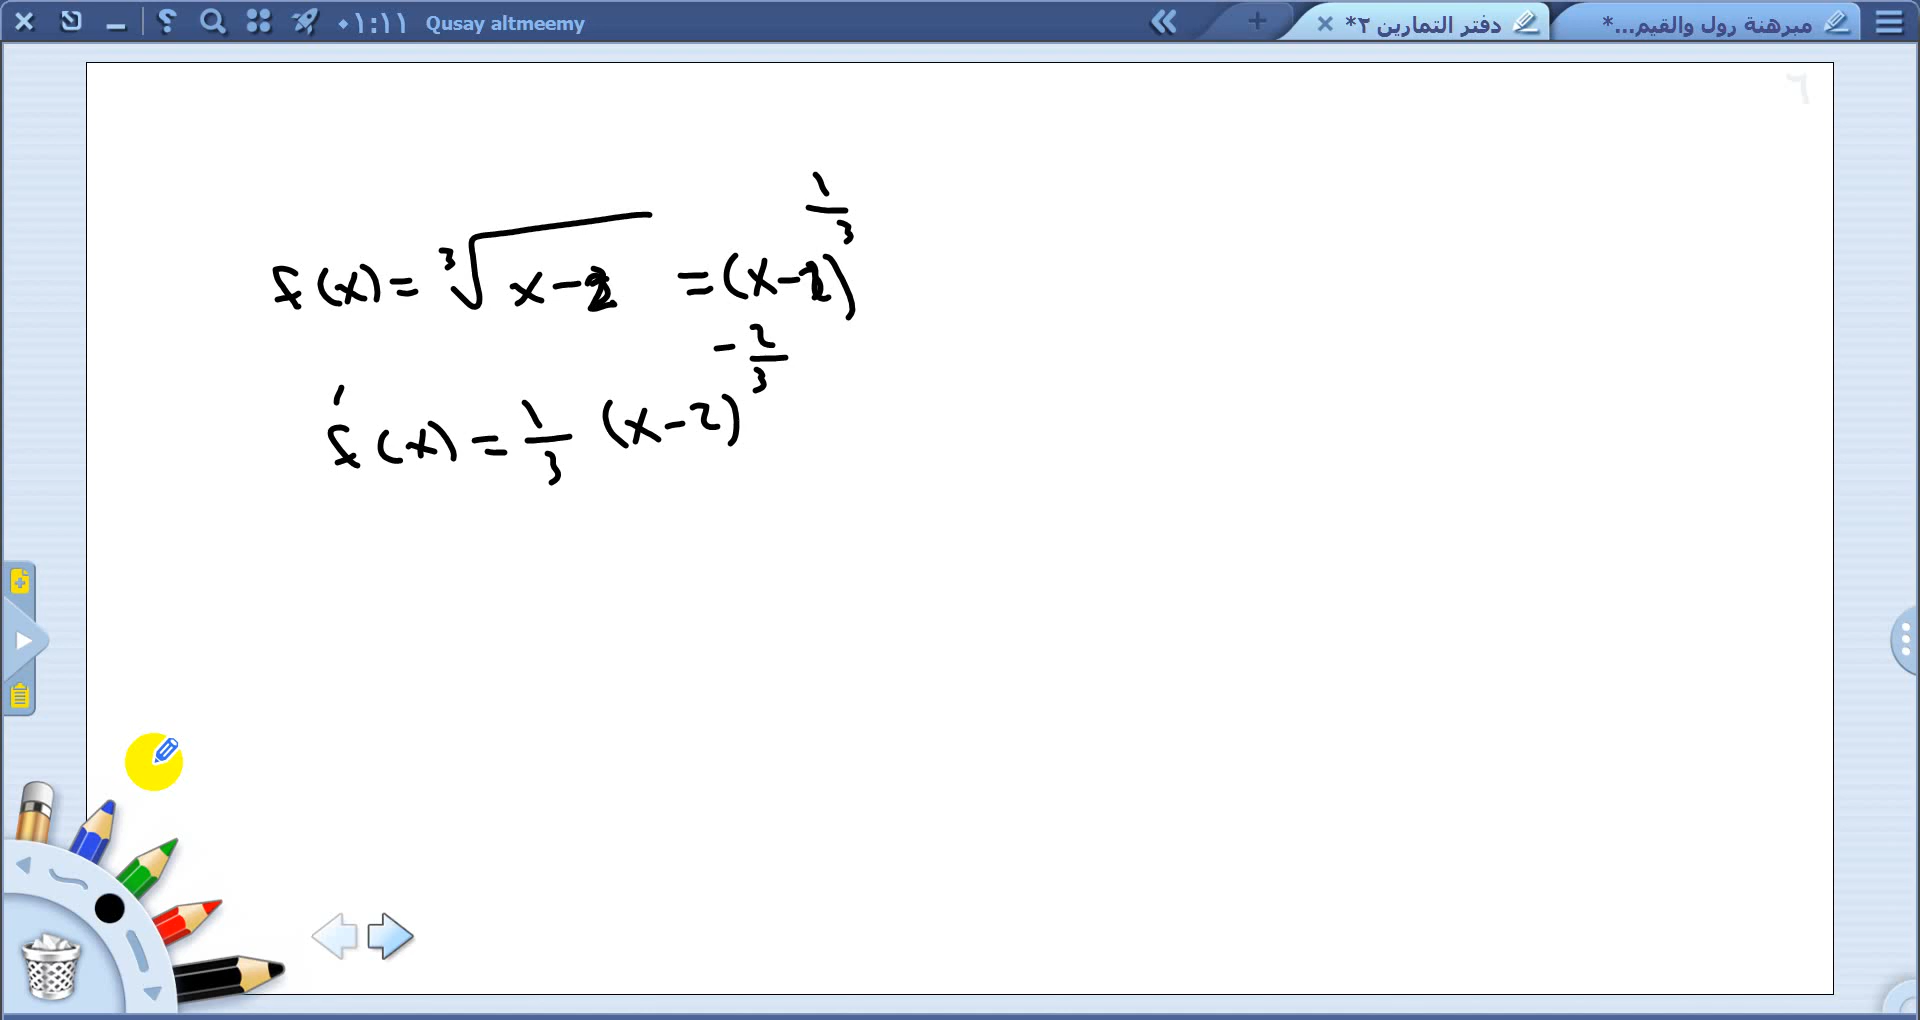 ٠١:١١ Qusay altmeemy
دفتر التمارين ٢*
مبرهنة رول والقيم...*
٦
f(x) = ∛(x-2) = (x-2)^(1/3)
f'(x) = 1/3 (x-2)^(-2/3)